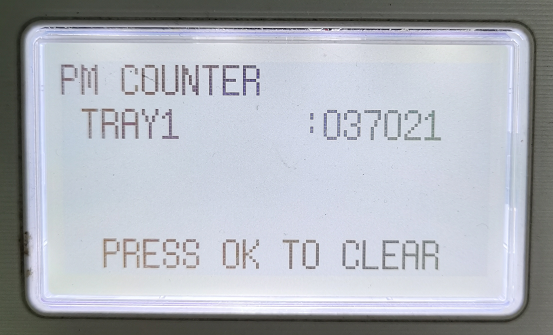 PM COUNTER
TRAY1 :037021
PRESS OK TO CLEAR